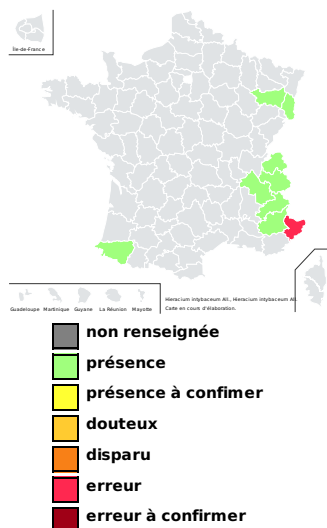 Île-de-France
Guadeloupe Martinique Guyane La Réunion Mayotte
Hieracium intybaceum All., Hieracium intybaceum All.
Carte en cours d'élaboration.
non renseignée
présence
présence à confimer
douteux
disparu
erreur
erreur à confirmer